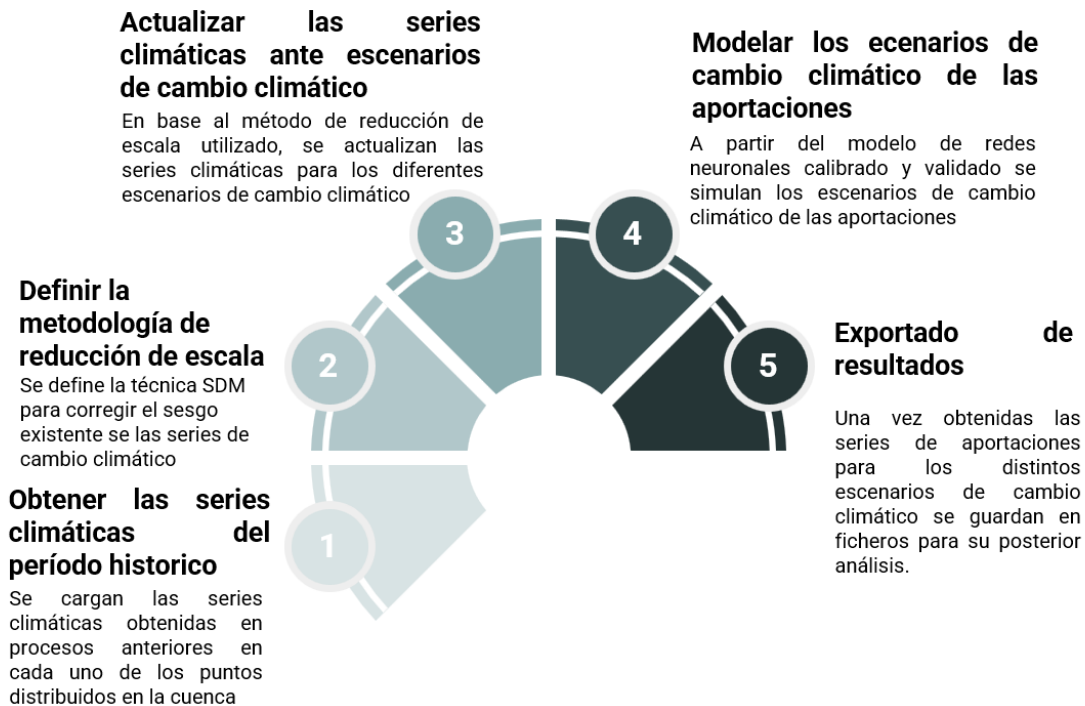 Obtener las series
climáticas del
período historico
Se cargan las series
climáticas obtenidas en
procesos anteriores en
cada uno de los puntos
distribuidos en la cuenca
1
Definir la
metodología de
reducción de escala
Se define la técnica SDM
para corregir el sesgo
existente se las series de
cambio climático
2
Actualizar las series
climáticas ante escenarios
de cambio climático
En base al método de reducción de
escala utilizado, se actualizan las
series climáticas para los diferentes
escenarios de cambio climático
3
Modelar los ecenarios de
cambio climático de las
aportaciones
A partir del modelo de redes
neuronales calibrado y validado se
simulan los escenarios de cambio
climático de las aportaciones
4
Exportado de
resultados
Una vez obtenidas las
series de aportaciones
para los distintos
escenarios de cambio
climático se guardan en
ficheros para su posterior
análisis.
5